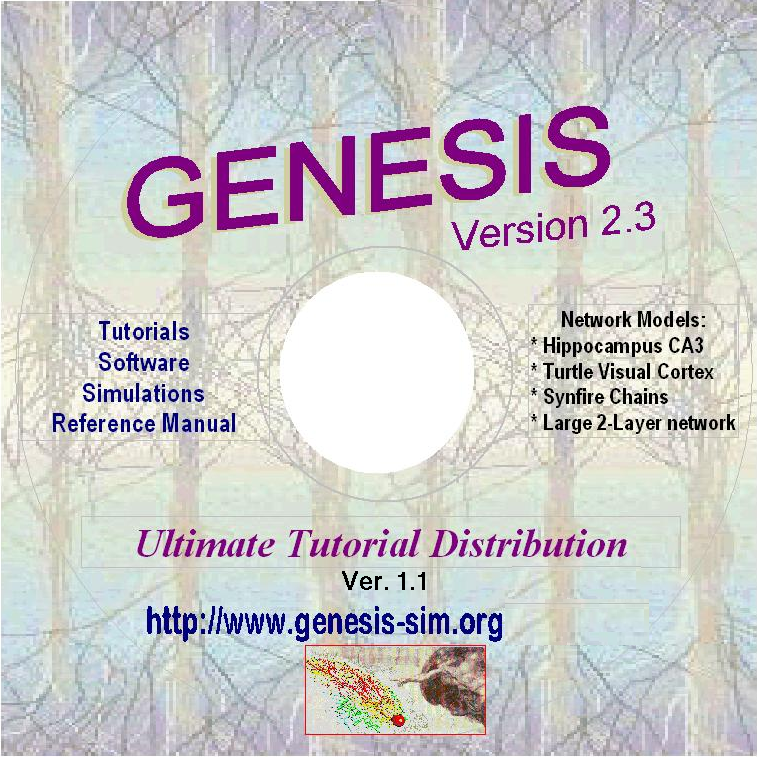 GENESIS
Version 2.3
Tutorials
Software
Simulations
Reference Manual
Network Models:
* Hippocampus CA3
* Turtle Visual Cortex
* Synfire Chains
* Large 2-Layer network
Ultimate Tutorial Distribution
Ver. 1.1
http://www.genesis-sim.org